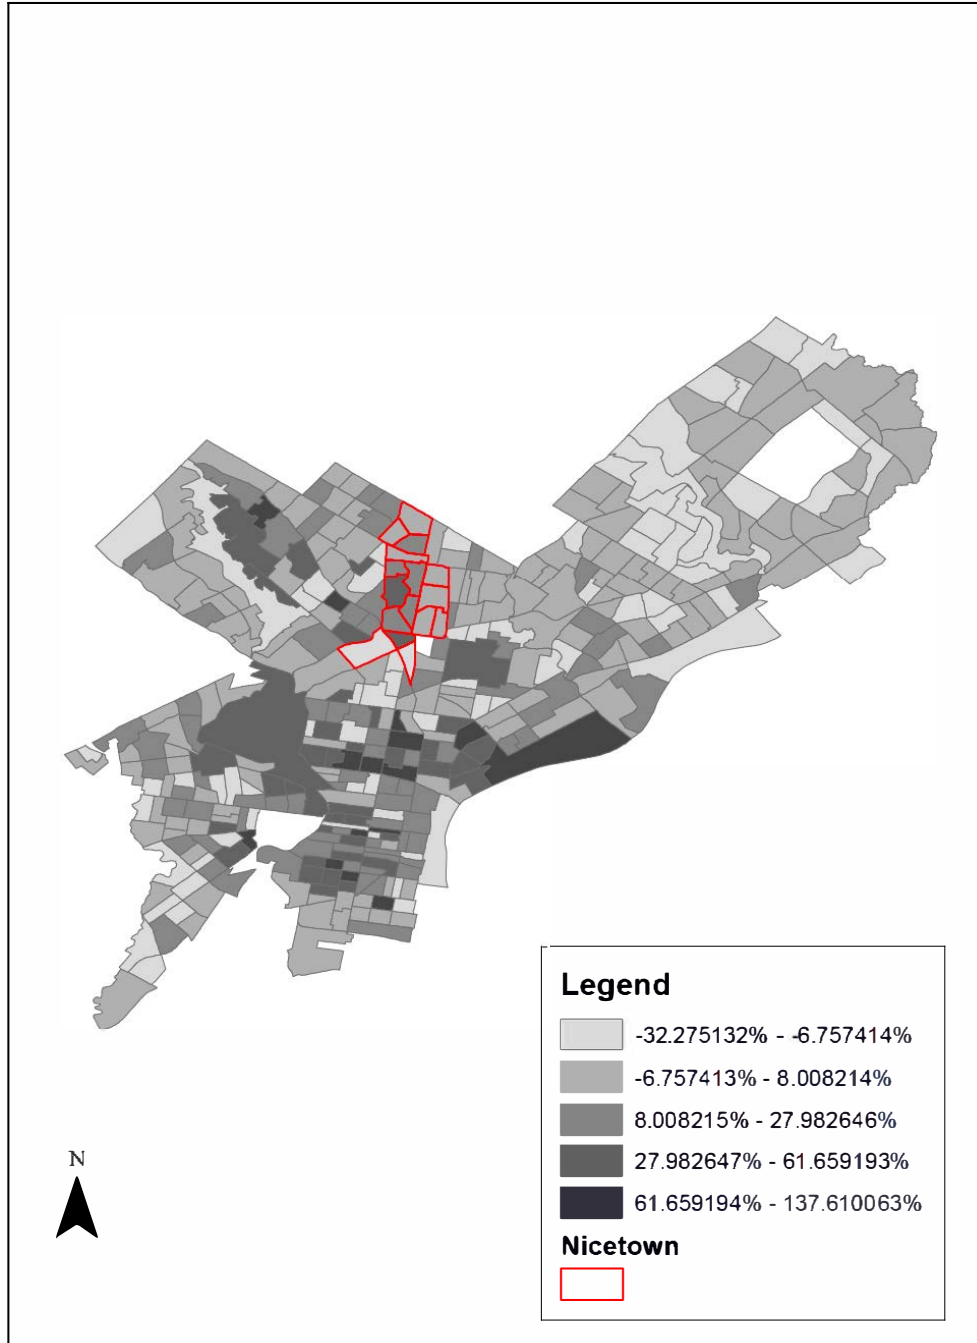 N
Legend
-32.275132% - -6.757414%
-6.757413% - 8.008214%
8.008215% - 27.982646%
27.982647% - 61.659193%
61.659194% - 137.610063%
Nicetown